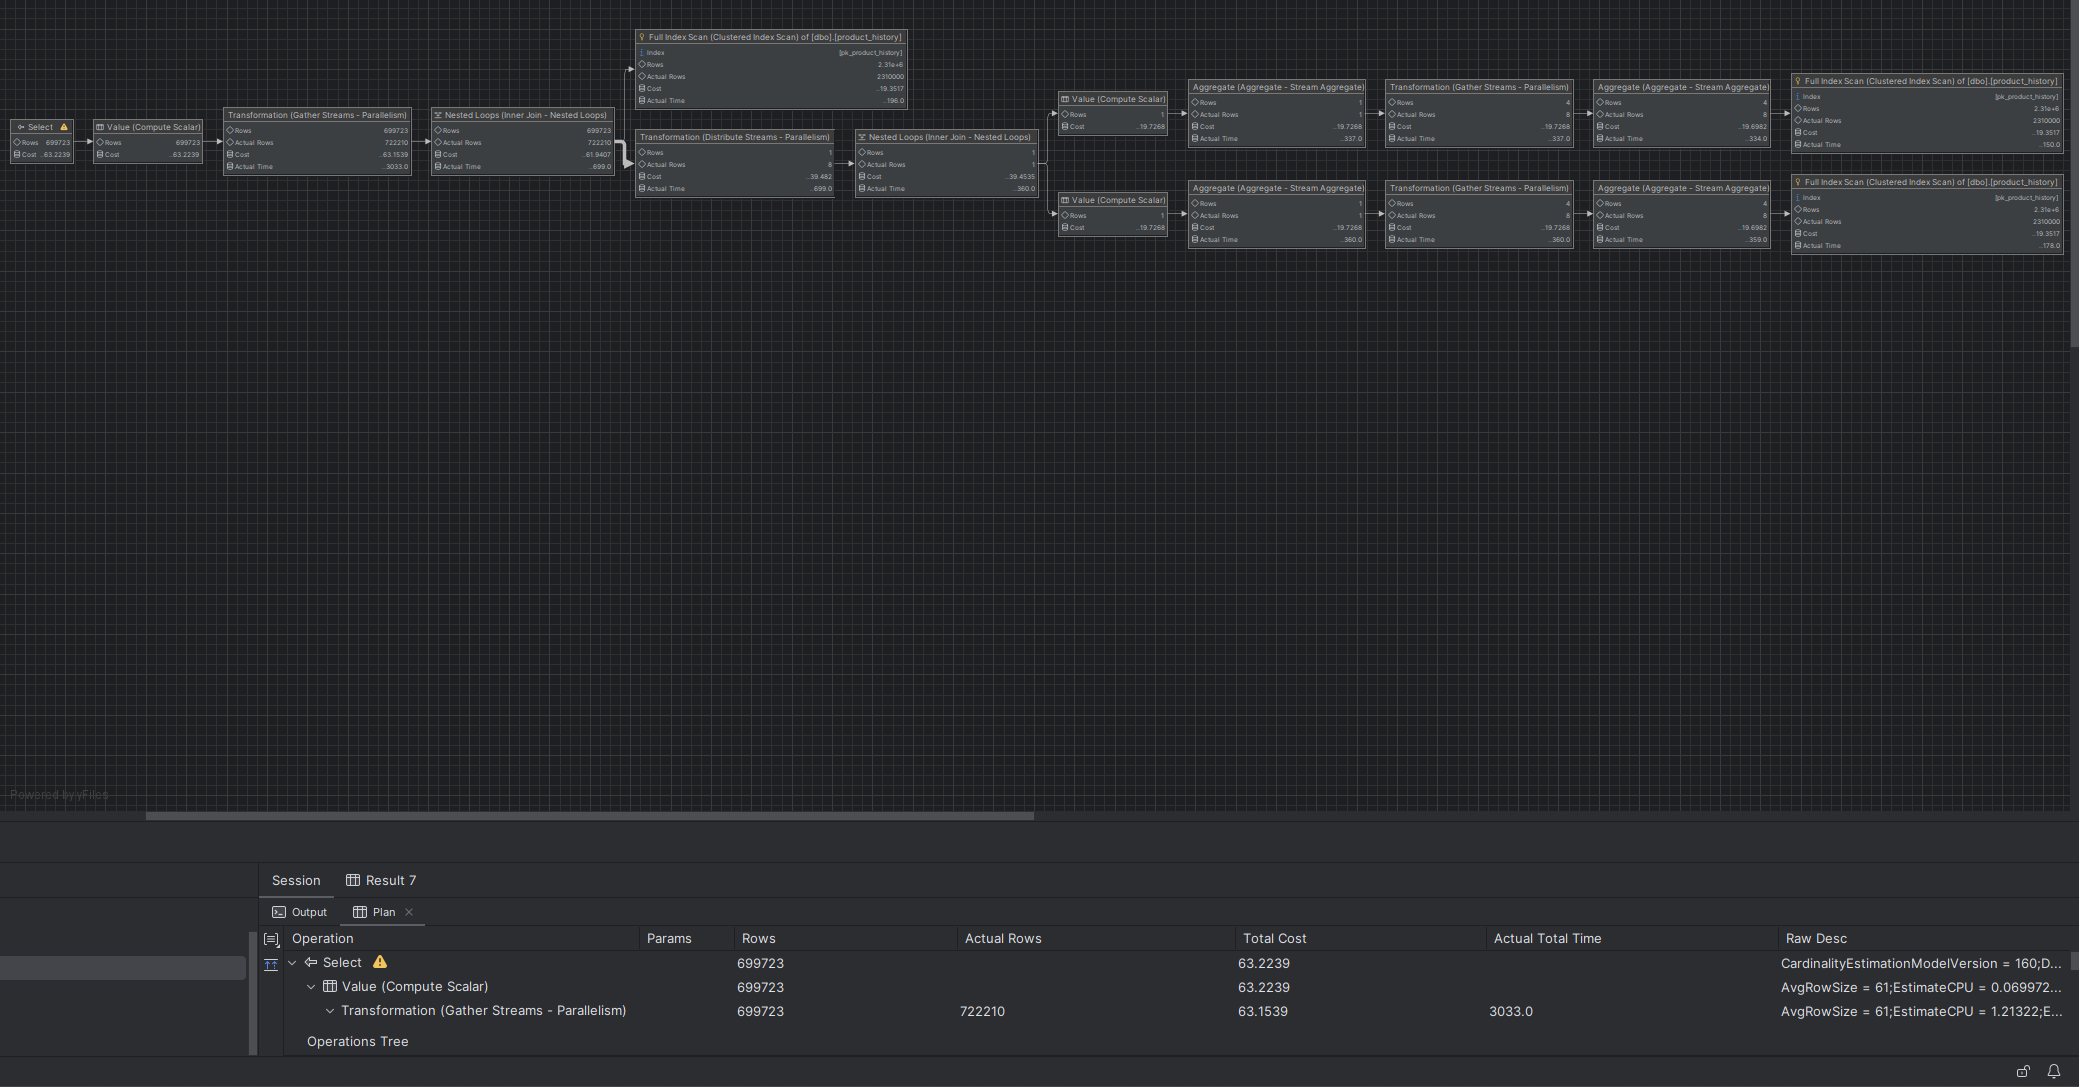 Select
Rows 699723
Cost ..63.2239
Value (Compute Scalar)
Rows 699723
Cost ..63.2239
Transformation (Gather Streams - Parallelism)
Rows 699723
Actual Rows 722210
Cost ..63.1539
Actual Time ..3033.0
Nested Loops (Inner Join - Nested Loops)
Rows 699723
Actual Rows 722210
Cost ..61.9407
Actual Time ..699.0
Full Index Scan (Clustered Index Scan) of [dbo].[product_history]
Index [pk_product_history]
Rows 2.31e+6
Actual Rows 2310000
Cost ..19.3517
Actual Time ..196.0
Transformation (Distribute Streams - Parallelism)
Rows 1
Actual Rows 8
Cost ..39.482
Actual Time ..699.0
Nested Loops (Inner Join - Nested Loops)
Rows 1
Actual Rows 1
Cost ..39.4535
Actual Time ..360.0
Value (Compute Scalar)
Rows 1
Cost ..19.7268
Aggregate (Aggregate - Stream Aggregate)
Rows 1
Actual Rows 1
Cost ..19.7268
Actual Time ..337.0
Transformation (Gather Streams - Parallelism)
Rows 4
Actual Rows 8
Cost ..19.7268
Actual Time ..337.0
Aggregate (Aggregate - Stream Aggregate)
Rows 4
Actual Rows 8
Cost ..19.6982
Actual Time ..334.0
Full Index Scan (Clustered Index Scan) of [dbo].[product_history]
Index [pk_product_history]
Rows 2.31e+6
Actual Rows 2310000
Cost ..19.3517
Actual Time ..150.0
Value (Compute Scalar)
Rows 1
Cost ..19.7268
Aggregate (Aggregate - Stream Aggregate)
Rows 1
Actual Rows 1
Cost ..19.7268
Actual Time ..360.0
Transformation (Gather Streams - Parallelism)
Rows 4
Actual Rows 8
Cost ..19.7268
Actual Time ..360.0
Aggregate (Aggregate - Stream Aggregate)
Rows 4
Actual Rows 8
Cost ..19.6982
Actual Time ..359.0
Full Index Scan (Clustered Index Scan) of [dbo].[product_history]
Index [pk_product_history]
Rows 2.31e+6
Actual Rows 2310000
Cost ..19.3517
Actual Time ..178.0
Powered by yFiles
Session Result 7
Output Plan
Operation Params Rows Actual Rows Total Cost Actual Total Time Raw Desc
Select 699723 63.2239 CardinalityEstimationModelVersion = 160;D...
Value (Compute Scalar) 699723 63.2239 AvgRowSize = 61;EstimateCPU = 0.069972...
Transformation (Gather Streams - Parallelism) 699723 722210 63.1539 3033.0 AvgRowSize = 61;EstimateCPU = 1.21322;E...
Operations Tree